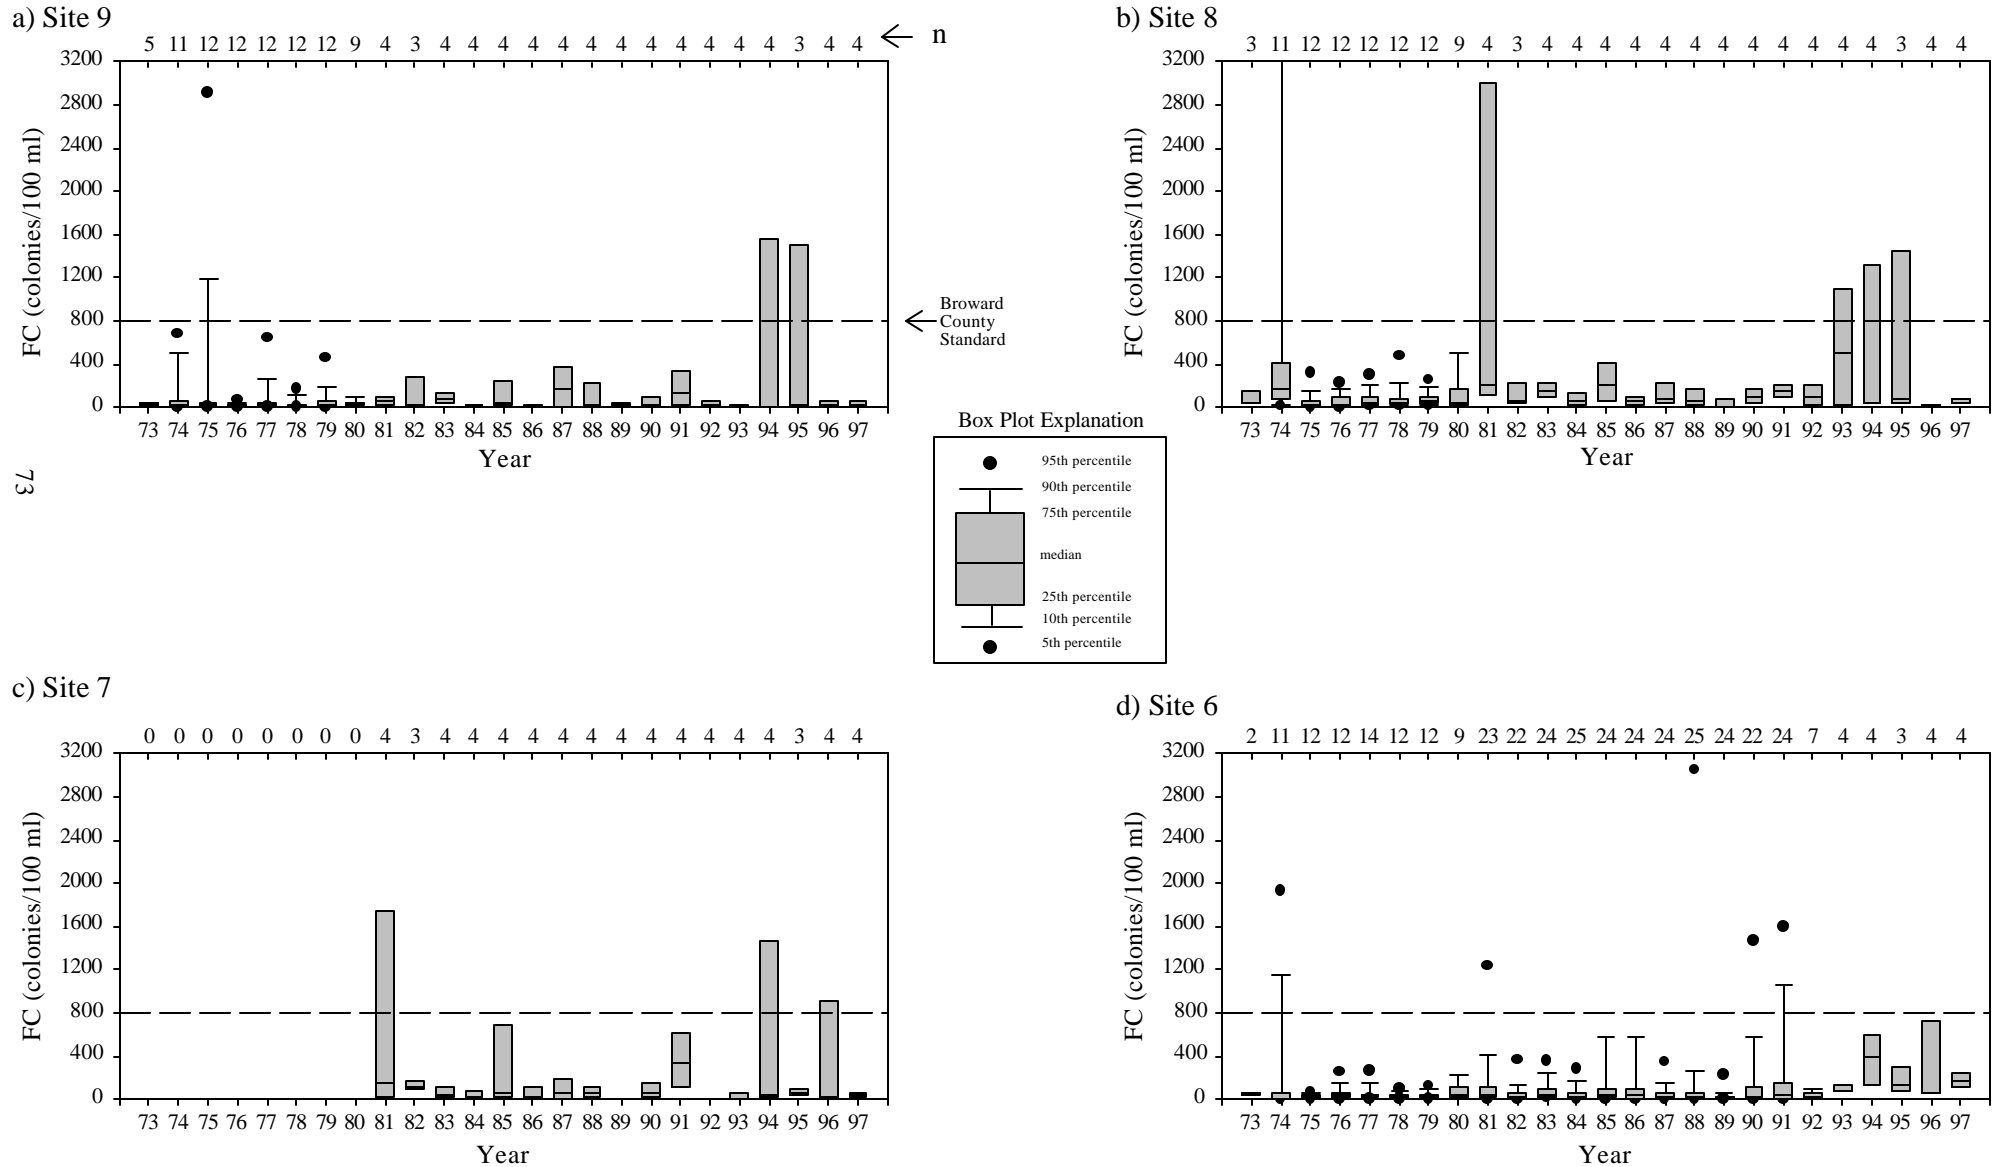 a) Site 9
5 11 12 12 12 12 12 9 4 3 4 4 4 4 4 4 4 4 4 4 4 4 3 4 4
n
3200
2800
2400
2000
1600
1200
800
400
0
FC (colonies/100 ml)
73 74 75 76 77 78 79 80 81 82 83 84 85 86 87 88 89 90 91 92 93 94 95 96 97
Year
Broward
County
Standard
b) Site 8
3 11 12 12 12 12 12 9 4 3 4 4 4 4 4 4 4 4 4 4 4 4 3 4 4
3200
2800
2400
2000
1600
1200
800
400
0
FC (colonies/100 ml)
73 74 75 76 77 78 79 80 81 82 83 84 85 86 87 88 89 90 91 92 93 94 95 96 97
Year
73
Box Plot Explanation
95th percentile
90th percentile
75th percentile
median
25th percentile
10th percentile
5th percentile
c) Site 7
0 0 0 0 0 0 0 0 4 3 4 4 4 4 4 4 4 4 4 4 4 4 3 4 4
3200
2800
2400
2000
1600
1200
800
400
0
FC (colonies/100 ml)
73 74 75 76 77 78 79 80 81 82 83 84 85 86 87 88 89 90 91 92 93 94 95 96 97
Year
d) Site 6
2 11 12 12 14 12 12 9 23 22 24 25 24 24 24 25 24 22 24 7 4 4 3 4 4
3200
2800
2400
2000
1600
1200
800
400
0
FC (colonies/100 ml)
73 74 75 76 77 78 79 80 81 82 83 84 85 86 87 88 89 90 91 92 93 94 95 96 97
Year